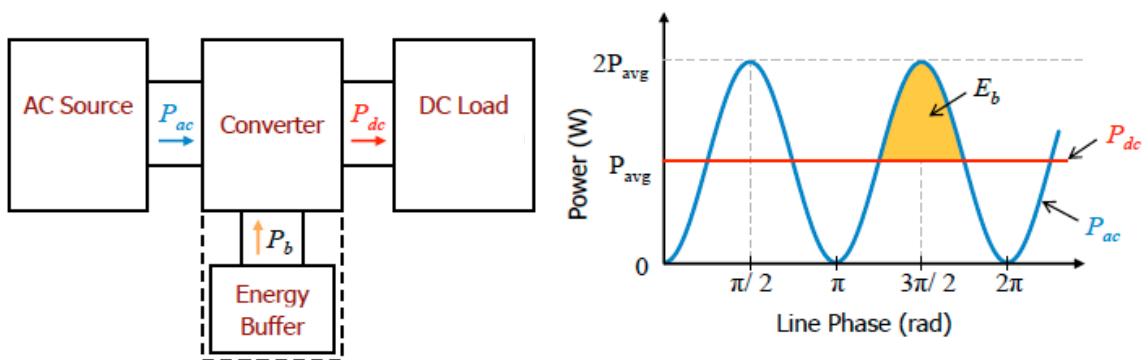 AC Source
P_ac
Converter
P_dc
DC Load
P_b
Energy
Buffer
Power (W)
2P_avg
P_avg
0
E_b
P_dc
P_ac
π/ 2
π
3π/ 2
2π
Line Phase (rad)